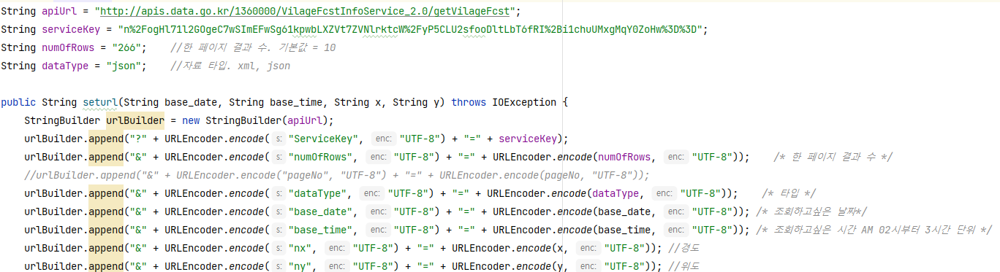 String apiUrl = "http://apis.data.go.kr/1360000/VilageFcstInfoService_2.0/getVilageFcst";
String serviceKey = "n%2FogHl71l2GOgeC7wSImEFwSg61kpwbLXZVt7ZVNlrktcW%2FyP5CLU2sfooDltLbT6fRI%2Bi1chuUMxgMqY0ZoHw%3D%3D";
String numOfRows = "266";    //한 페이지 결과 수. 기본값 = 10
String dataType = "json";    //자료 타입. xml, json
public String seturl(String base_date, String base_time, String x, String y) throws IOException {
StringBuilder urlBuilder = new StringBuilder(apiUrl);
urlBuilder.append("?" + URLEncoder.encode( s: "ServiceKey", enc: "UTF-8") + "=" + serviceKey);
urlBuilder.append("&" + URLEncoder.encode( s: "numOfRows", enc: "UTF-8") + "=" + URLEncoder.encode(numOfRows, enc: "UTF-8"));    /* 한 페이지 결과 수 */
//urlBuilder.append("&" + URLEncoder.encode("pageNo", "UTF-8") + "=" + URLEncoder.encode(pageNo, "UTF-8"));
urlBuilder.append("&" + URLEncoder.encode( s: "dataType", enc: "UTF-8") + "=" + URLEncoder.encode(dataType, enc: "UTF-8"));    /* 타입 */
urlBuilder.append("&" + URLEncoder.encode( s: "base_date", enc: "UTF-8") + "=" + URLEncoder.encode(base_date, enc: "UTF-8")); /* 조회하고싶은 날짜*/
urlBuilder.append("&" + URLEncoder.encode( s: "base_time", enc: "UTF-8") + "=" + URLEncoder.encode(base_time, enc: "UTF-8")); /* 조회하고싶은 시간 AM 02시부터 3시간 단위 */
urlBuilder.append("&" + URLEncoder.encode( s: "nx", enc: "UTF-8") + "=" + URLEncoder.encode(x, enc: "UTF-8")); //경도
urlBuilder.append("&" + URLEncoder.encode( s: "ny", enc: "UTF-8") + "=" + URLEncoder.encode(y, enc: "UTF-8")); //위도